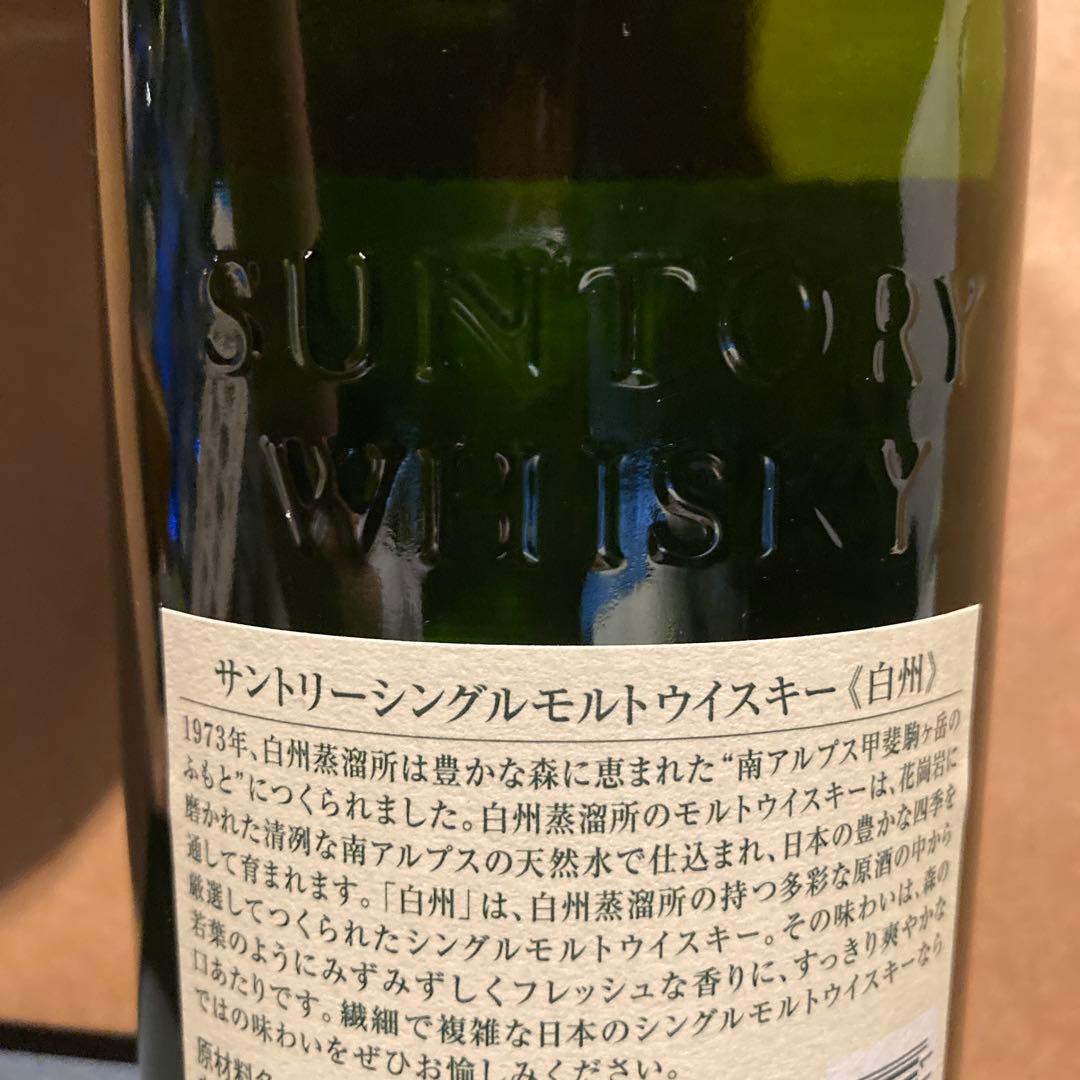 SUNTORY
WHISKY
サントリーシングルモルトウイスキー《白州》
1973年、白州蒸溜所は豊かな森に恵まれた“南アルプス甲斐駒ヶ岳の
ふもと”につくられました。白州蒸溜所のモルトウイスキーは、花崗岩に
磨かれた清冽な南アルプスの天然水で仕込まれ、日本の豊かな四季を
通して育まれます。「白州」は、白州蒸溜所の持つ多彩な原酒の中から
厳選してつくられたシングルモルトウイスキー。その味わいは、森の
若葉のようにみずみずしくフレッシュな香りに、すっきり爽やかな
口あたりです。繊細で複雑な日本のシングルモルトウイスキーなら
ではの味わいをぜひお愉しみください。
原材料名